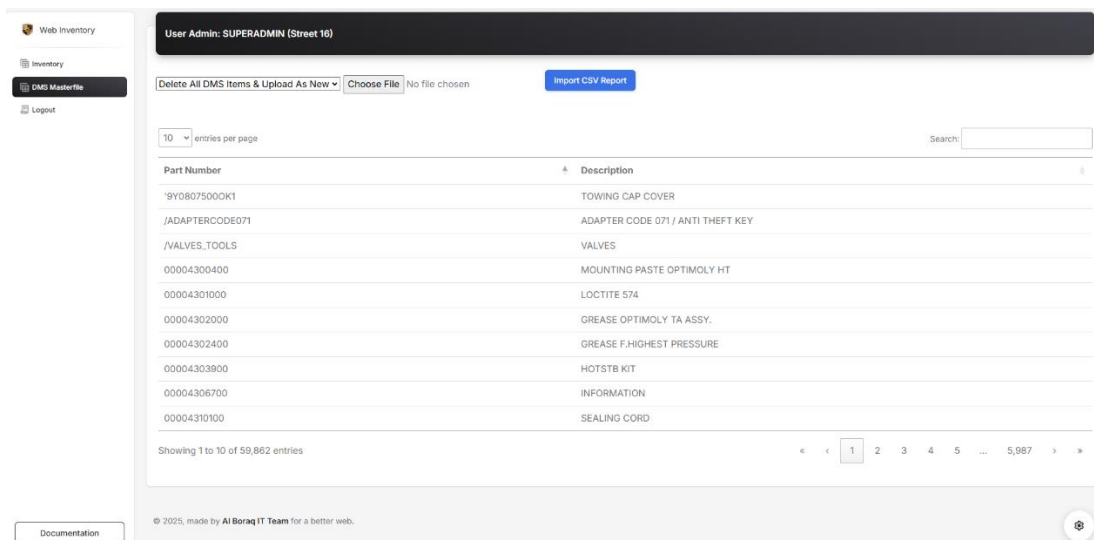 Web Inventory
Inventory
DMS Masterfile
Logout
Documentation
User Admin: SUPERADMIN (Street 16)
Delete All DMS Items & Upload As New Choose File No file chosen Import CSV Report
10 entries per page Search:
Part Number Description
'9Y0807500OK1 TOWING CAP COVER
/ADAPTERCODE071 ADAPTER CODE 071 / ANTI THEFT KEY
/VALVES_TOOLS VALVES
00004300400 MOUNTING PASTE OPTIMOLY HT
00004301000 LOCTITE 574
00004302000 GREASE OPTIMOLY TA ASSY.
00004302400 GREASE F.HIGHEST PRESSURE
00004303900 HOTSTB KIT
00004306700 INFORMATION
00004310100 SEALING CORD
Showing 1 to 10 of 59,862 entries « ‹ 1 2 3 4 5 ... 5,987 › »
© 2025, made by Al Boraq IT Team for a better web.